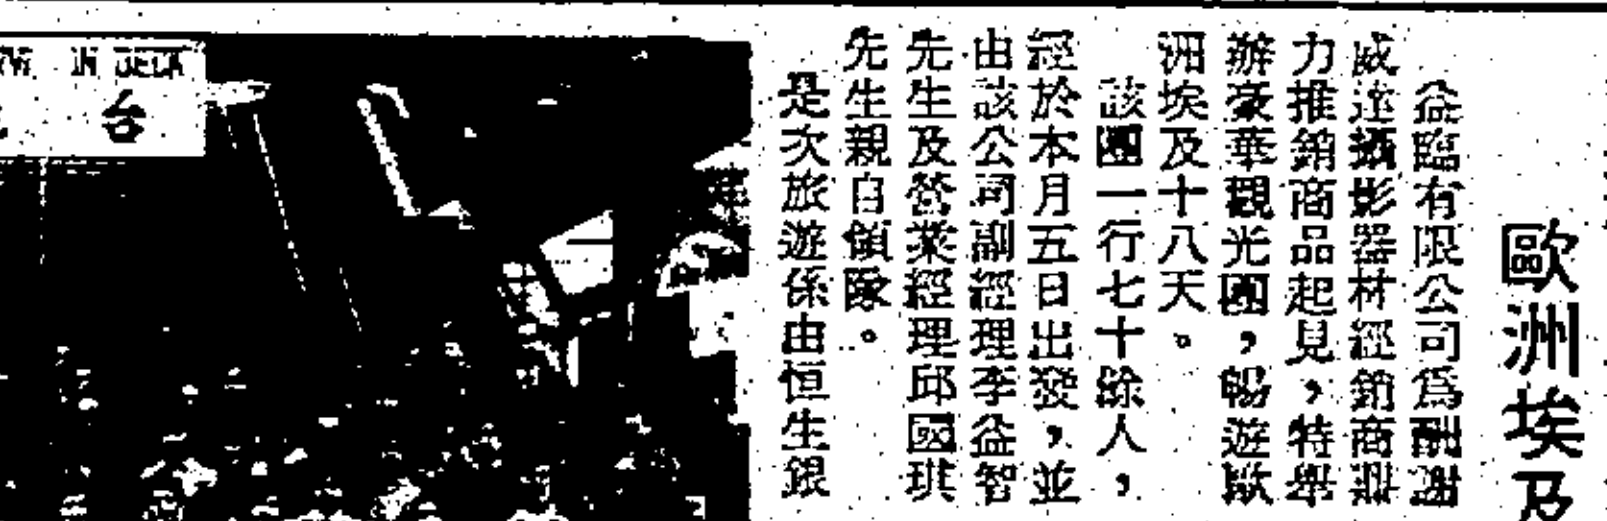 歐洲埃及
益臨有限公司爲酬謝
威達攝影器材經銷商鼎
力推銷商品起見，特舉
辦豪華觀光團，暢遊歐
洲埃及十八天。
該團一行七十餘人，
經於本月五日出發，並
由該公司副經理李益智
先生及營業經理邱國琪
先生親自領隊。
是次旅遊係由恒生銀
IN
台